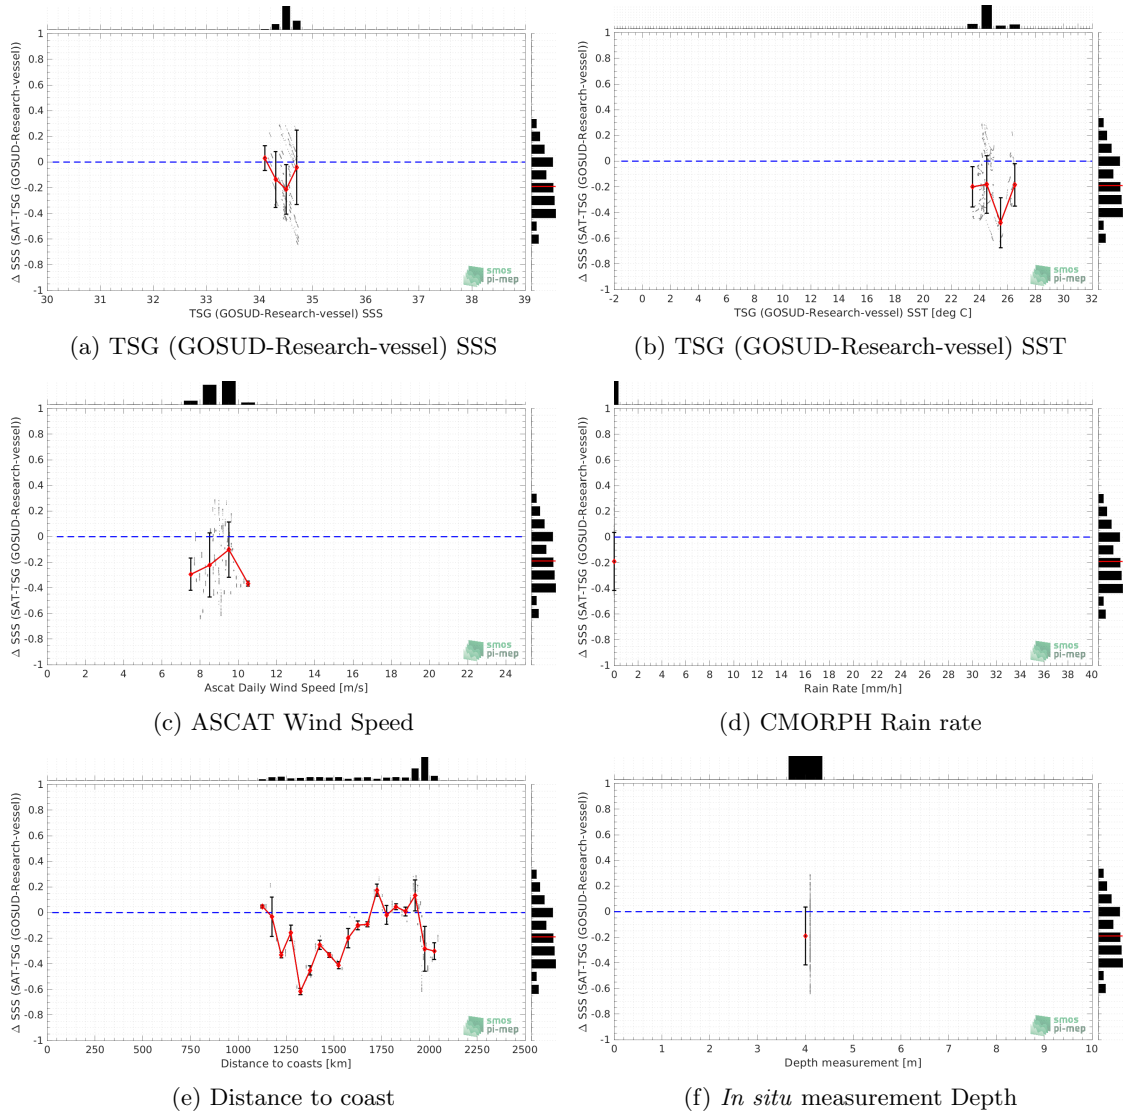 1
0.8
0.6
0.4
0.2
0
-0.2
-0.4
-0.6
-0.8
-1
Δ SSS (SAT-TSG (GOSUD-Research-vessel))
30 31 32 33 34 35 36 37 38 39
TSG (GOSUD-Research-vessel) SSS
smos
pi-mep
(a) TSG (GOSUD-Research-vessel) SSS
1
0.8
0.6
0.4
0.2
0
-0.2
-0.4
-0.6
-0.8
-1
Δ SSS (SAT-TSG (GOSUD-Research-vessel))
-2 0 2 4 6 8 10 12 14 16 18 20 22 24 26 28 30 32
TSG (GOSUD-Research-vessel) SST [deg C]
smos
pi-mep
(b) TSG (GOSUD-Research-vessel) SST
1
0.8
0.6
0.4
0.2
0
-0.2
-0.4
-0.6
-0.8
-1
Δ SSS (SAT-TSG (GOSUD-Research-vessel))
0 2 4 6 8 10 12 14 16 18 20 22 24
Ascat Daily Wind Speed [m/s]
smos
pi-mep
(c) ASCAT Wind Speed
1
0.8
0.6
0.4
0.2
0
-0.2
-0.4
-0.6
-0.8
-1
Δ SSS (SAT-TSG (GOSUD-Research-vessel))
0 2 4 6 8 10 12 14 16 18 20 22 24 26 28 30 32 34 36 38 40
Rain Rate [mm/h]
smos
pi-mep
(d) CMORPH Rain rate
1
0.8
0.6
0.4
0.2
0
-0.2
-0.4
-0.6
-0.8
-1
Δ SSS (SAT-TSG (GOSUD-Research-vessel))
0 250 500 750 1000 1250 1500 1750 2000 2250 2500
Distance to coasts [km]
smos
pi-mep
(e) Distance to coast
1
0.8
0.6
0.4
0.2
0
-0.2
-0.4
-0.6
-0.8
-1
Δ SSS (SAT-TSG (GOSUD-Research-vessel))
0 1 2 3 4 5 6 7 8 9 10
Depth measurement [m]
smos
pi-mep
(f) In situ measurement Depth